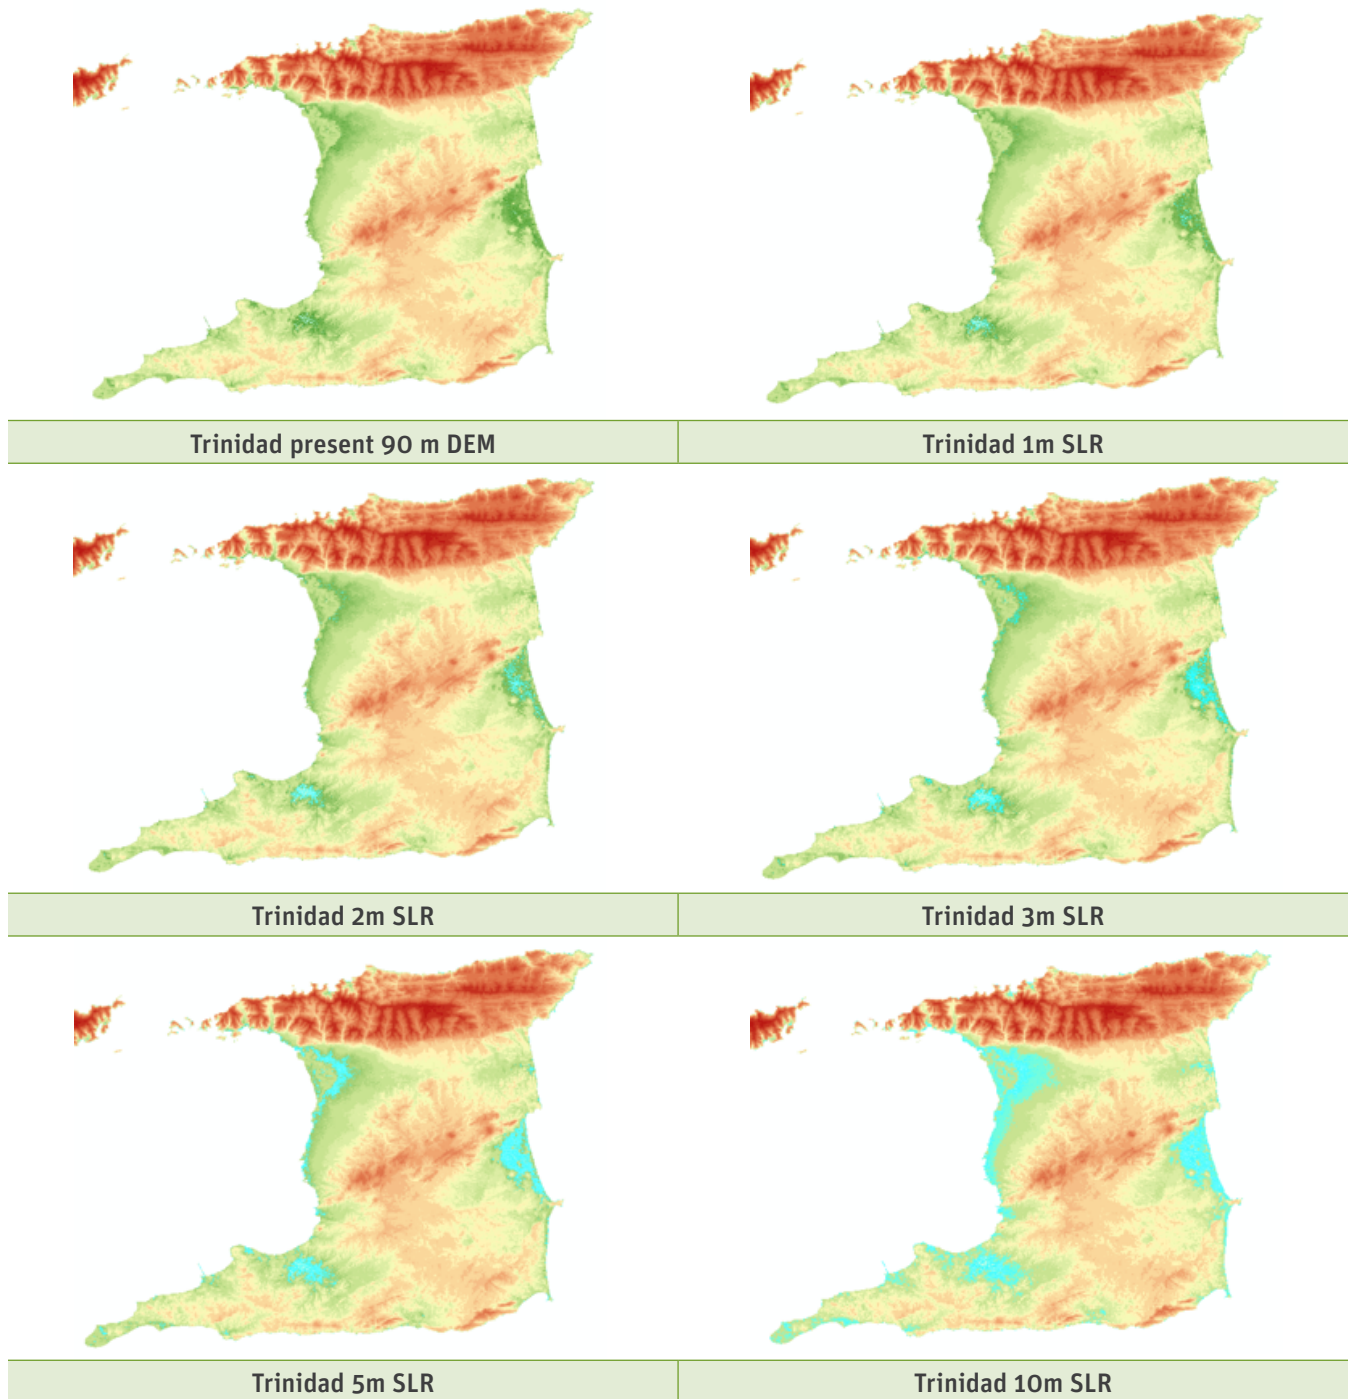 Trinidad present 90 m DEM
Trinidad 1m SLR
Trinidad 2m SLR
Trinidad 3m SLR
Trinidad 5m SLR
Trinidad 10m SLR